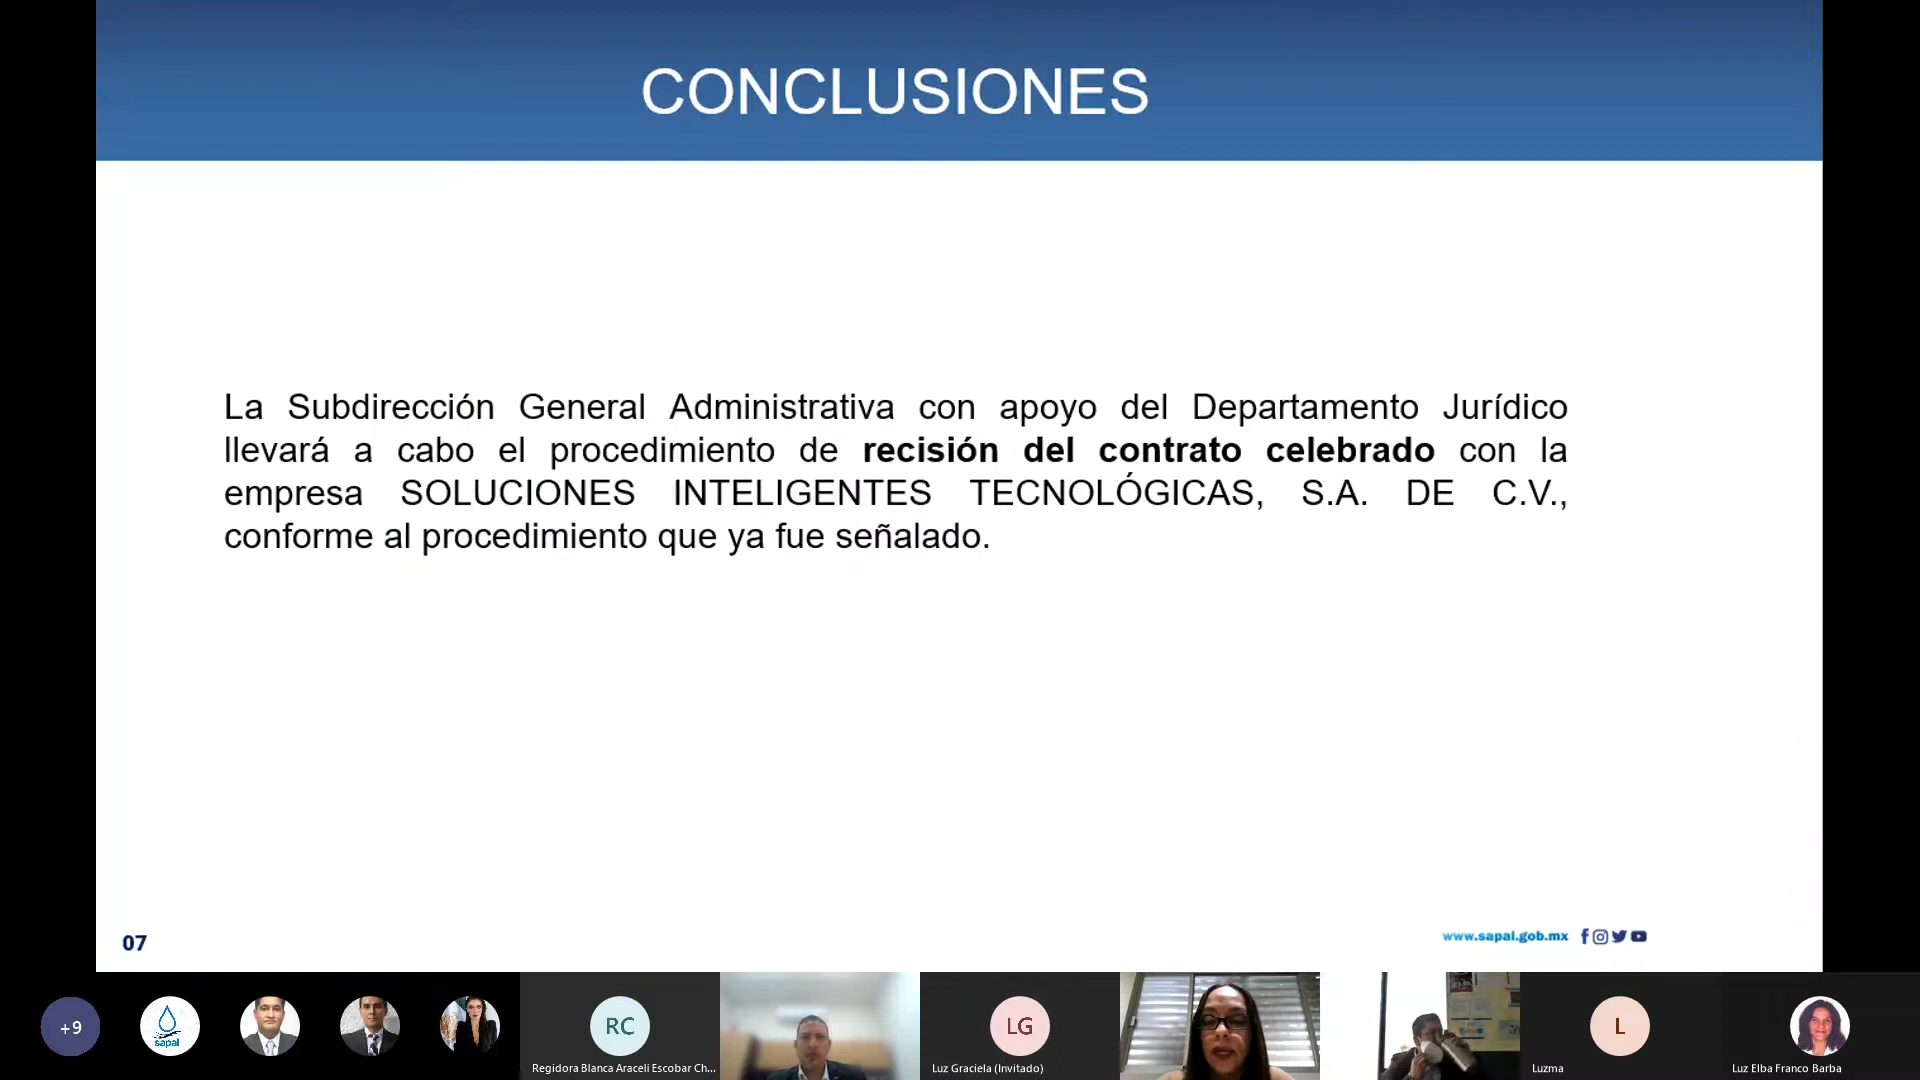 CONCLUSIONES
La Subdirección General Administrativa con apoyo del Departamento Jurídico
llevará a cabo el procedimiento de recisión del contrato celebrado con la
empresa SOLUCIONES INTELIGENTES TECNOLÓGICAS, S.A. DE C.V.,
conforme al procedimiento que ya fue señalado.
07
www.sapal.gob.mx
+9
sapal
RC
Regidora Blanca Araceli Escobar Ch...
LG
Luz Graciela (Invitado)
L
Luzma
Luz Elba Franco Barba